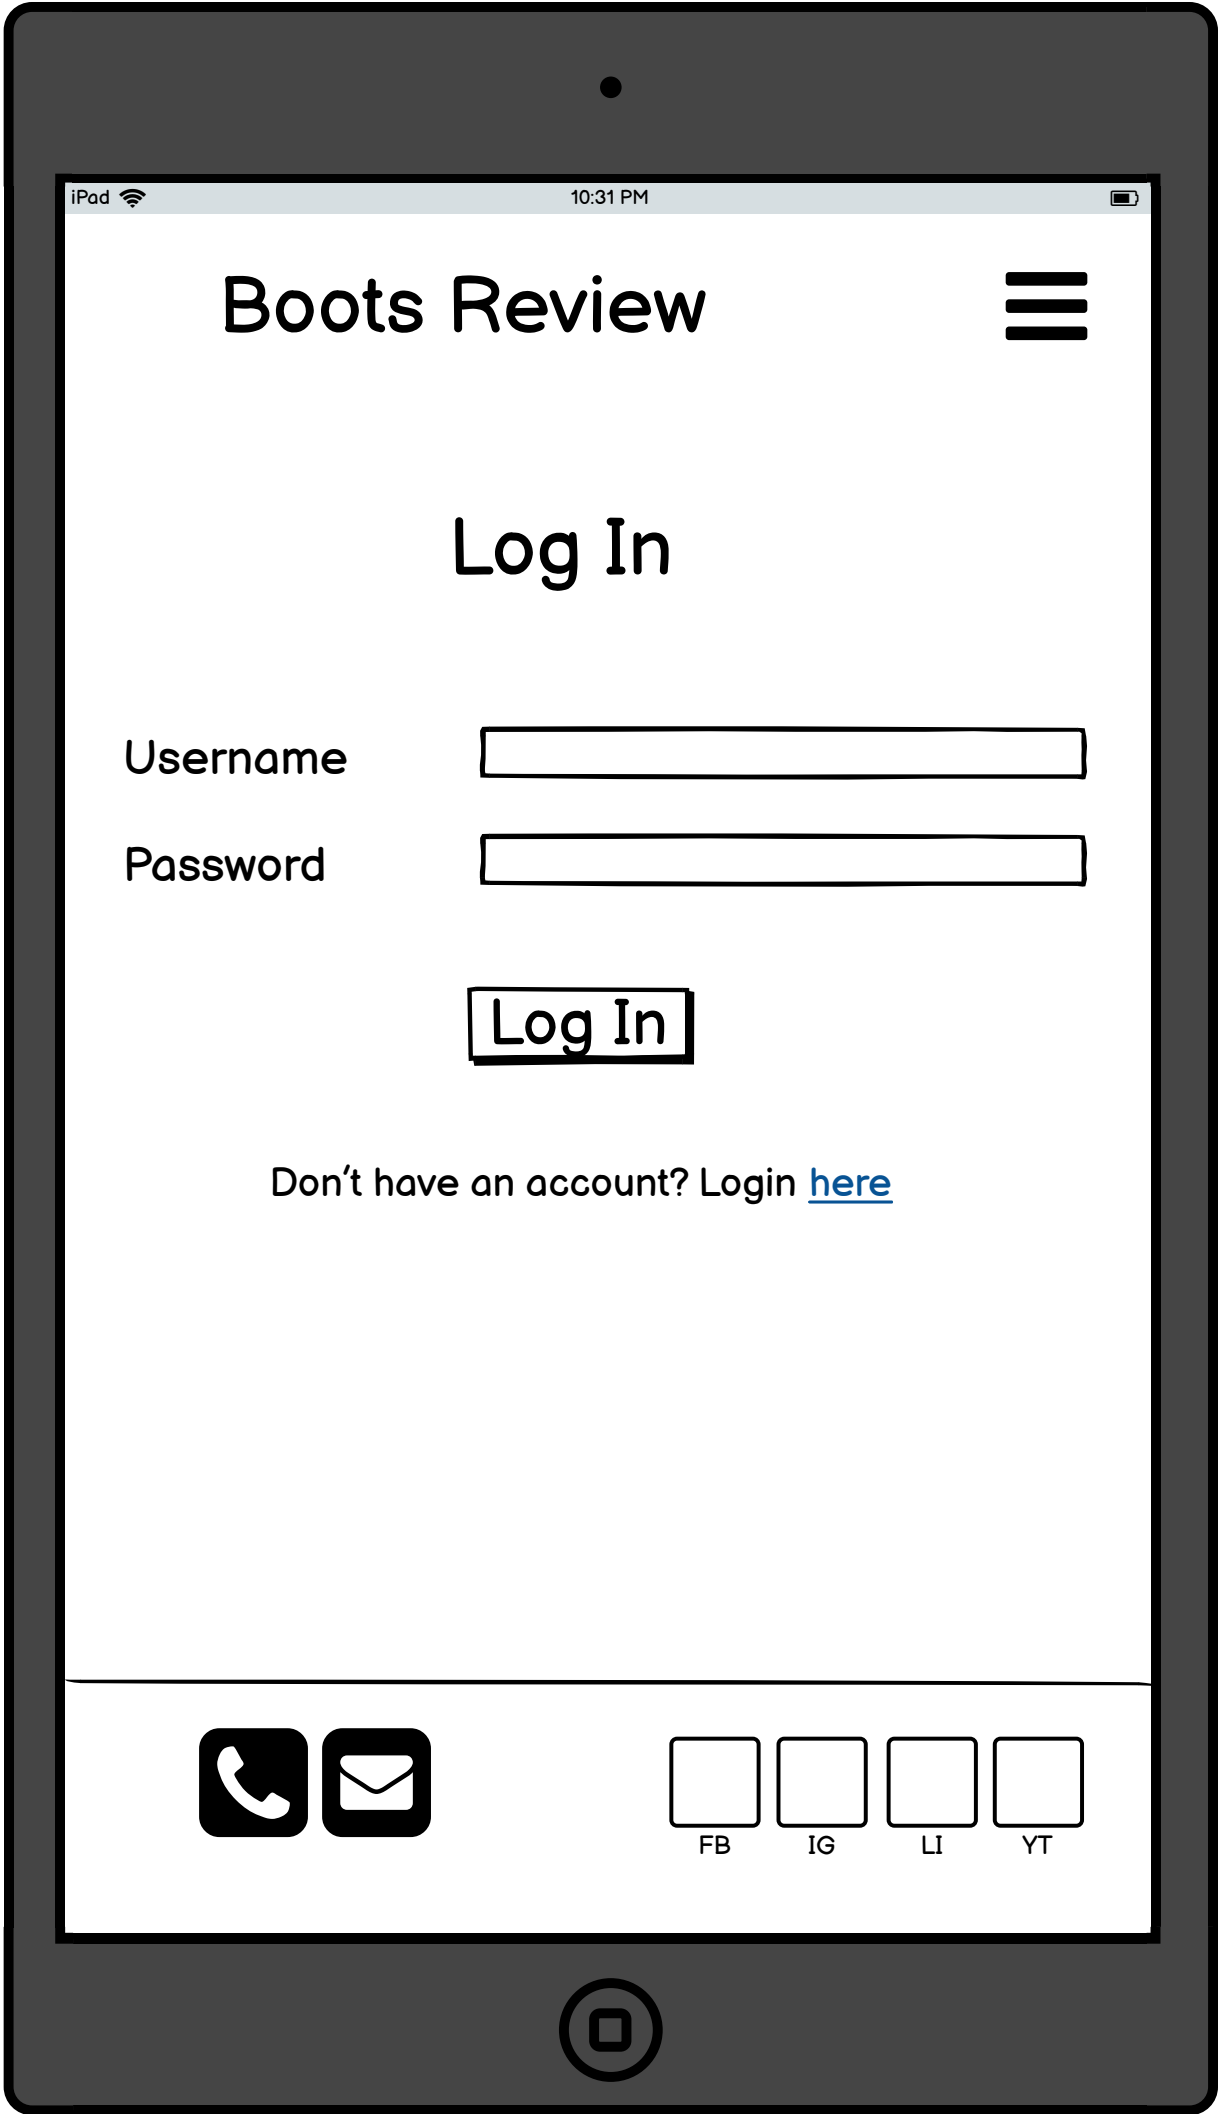 iPad 10:31 PM
Boots Review
Log In
Username
Password
Log In
Don't have an account? Login here
FB IG LI YT